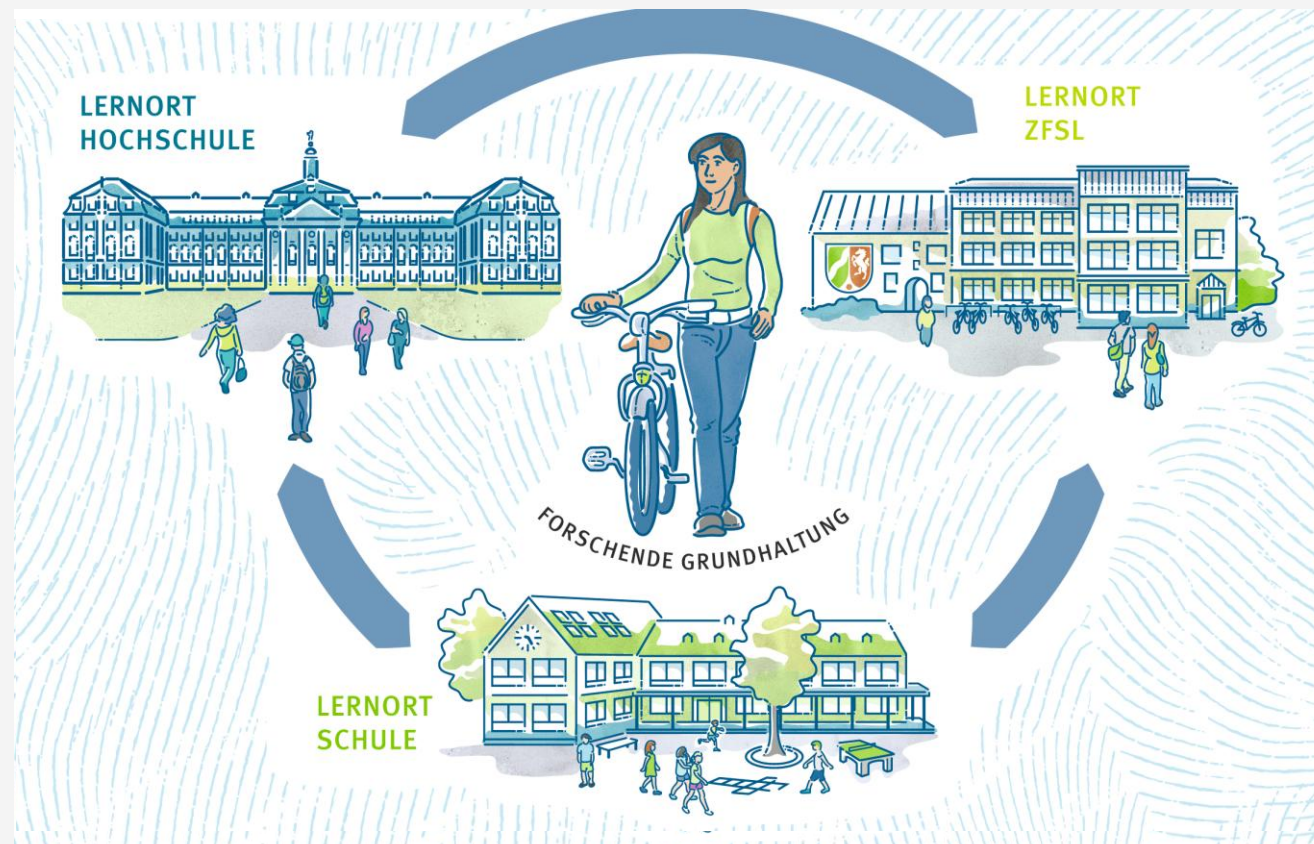 LERNORT
HOCHSCHULE
LERNORT
ZFSL
FORSCHENDE GRUNDHALTUNG
LERNORT
SCHULE